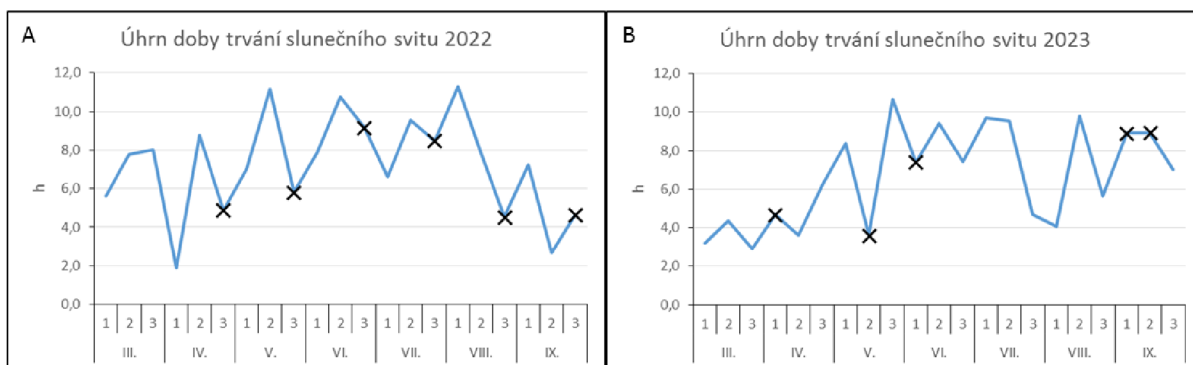 A
Úhrn doby trvání slunečního svitu 2022
12,0
10,0
8,0
6,0
4,0
2,0
0,0
h
1 2 3 1 2 3 1 2 3 1 2 3 1 2 3 1 2 3 1 2 3
III. IV. V. VI. VII. VIII. IX.
B
Úhrn doby trvání slunečního svitu 2023
12,0
10,0
8,0
6,0
4,0
2,0
0,0
h
1 2 3 1 2 3 1 2 3 1 2 3 1 2 3 1 2 3 1 2 3
III. IV. V. VI. VII. VIII. IX.